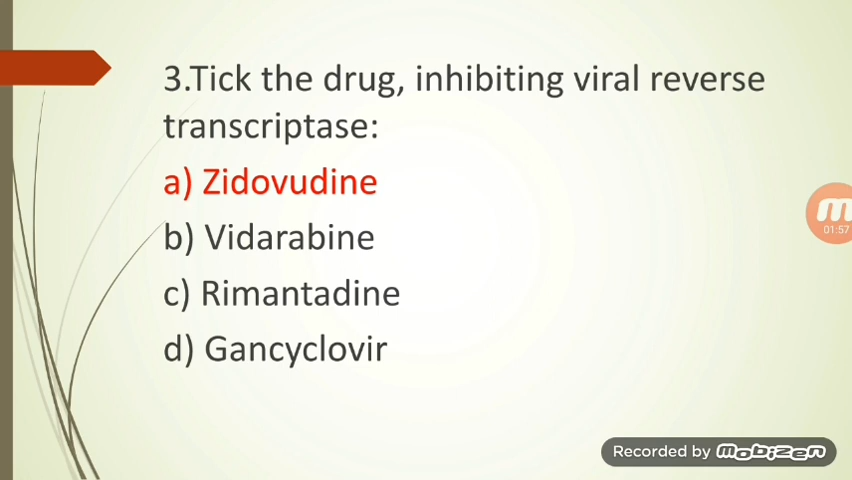 3.Tick the drug, inhibiting viral reverse
transcriptase:
a) Zidovudine
b) Vidarabine
c) Rimantadine
d) Gancyclovir
01:57
Recorded by mobizen